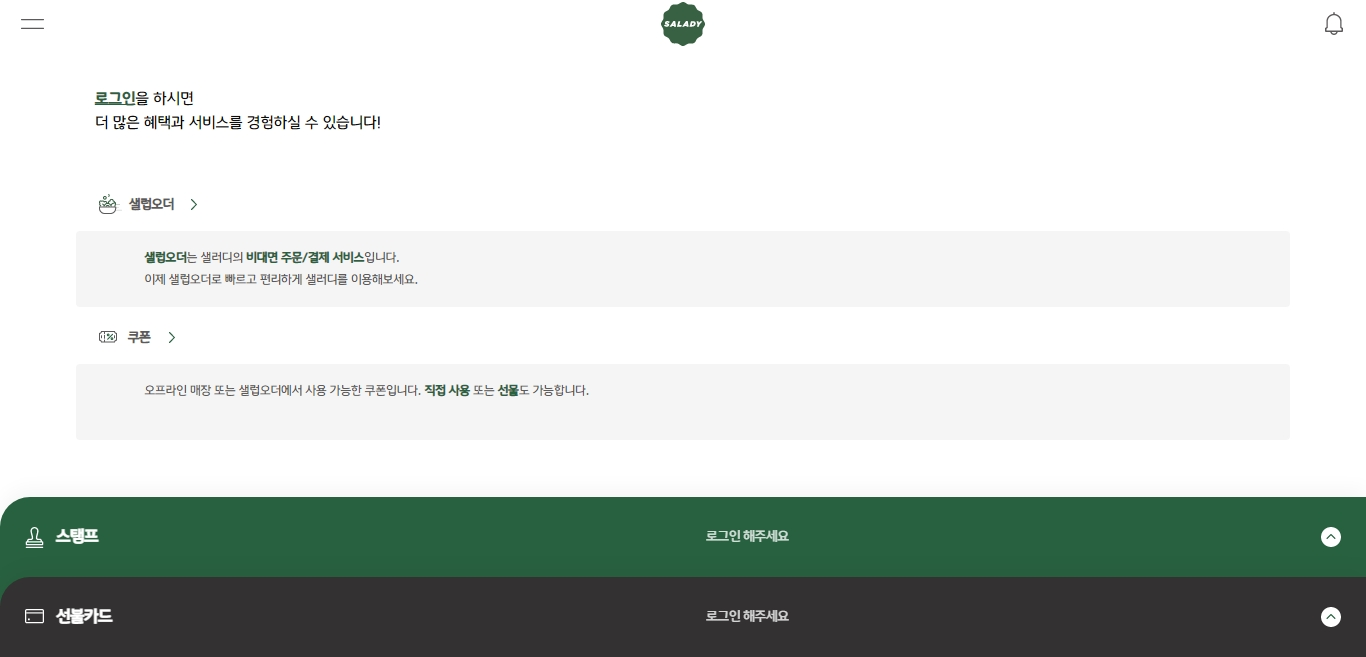 SALADY
로그인을 하시면
더 많은 혜택과 서비스를 경험하실 수 있습니다!
샐럽오더
샐럽오더는 샐러디의 비대면 주문/결제 서비스입니다.
이제 샐럽오더로 빠르고 편리하게 샐러디를 이용해보세요.
쿠폰
오프라인 매장 또는 샐럽오더에서 사용 가능한 쿠폰입니다. 직접 사용 또는 선물도 가능합니다.
스탬프 로그인 해주세요
선불카드 로그인 해주세요